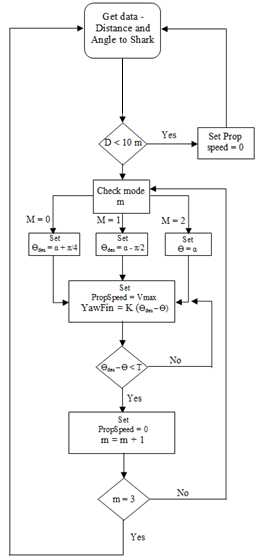 Get data -
Distance and
Angle to Shark
D < 10 m
Yes
Set Prop
speed = 0
Check mode
m
M = 0
M = 1
M = 2
Set
Θdes = α + π/4
Set
Θdes = α - π/2
Set
Θ = α
Set
PropSpeed = Vmax
YawFin = K (Θdes – Θ)
Θdes – Θ < T
No
Yes
Set
PropSpeed = 0
m = m + 1
m = 3
No
Yes